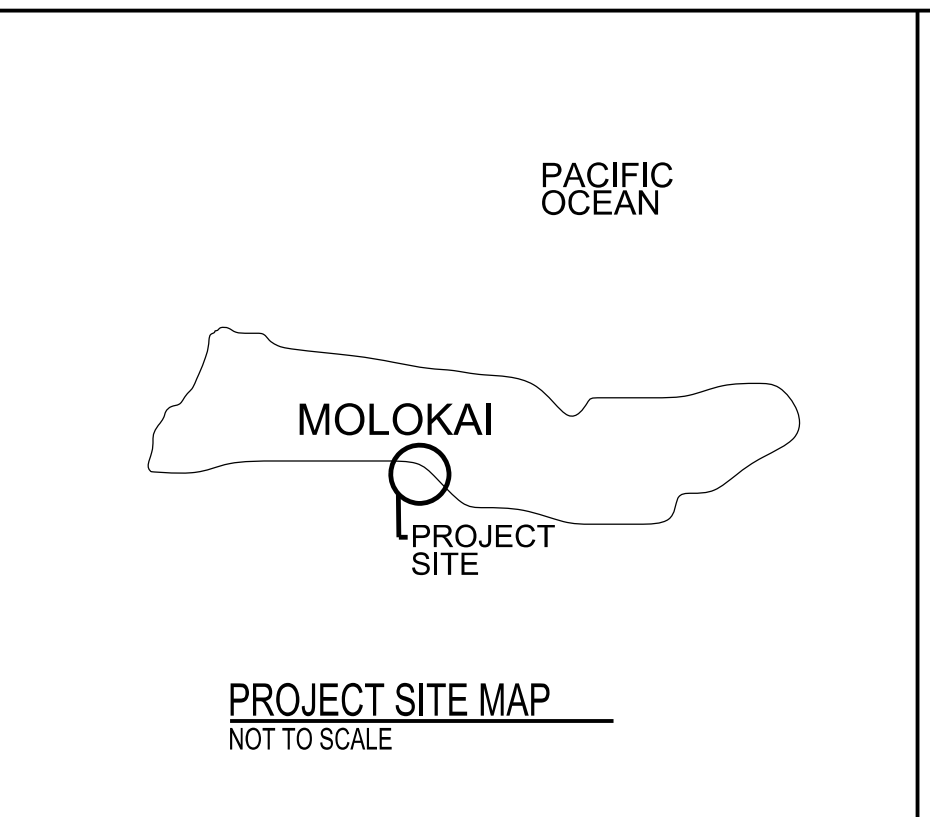 PACIFIC
OCEAN
MOLOKAI
PROJECT
SITE
PROJECT SITE MAP
NOT TO SCALE